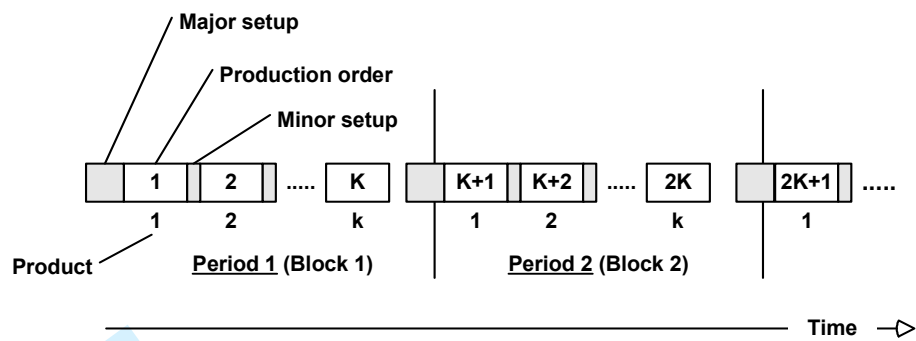 Major setup
Production order
Minor setup
1 2 ..... K K+1 K+2 ..... 2K 2K+1 .....
1 2 k 1 2 k 1
Product
Period 1 (Block 1) Period 2 (Block 2)
Time